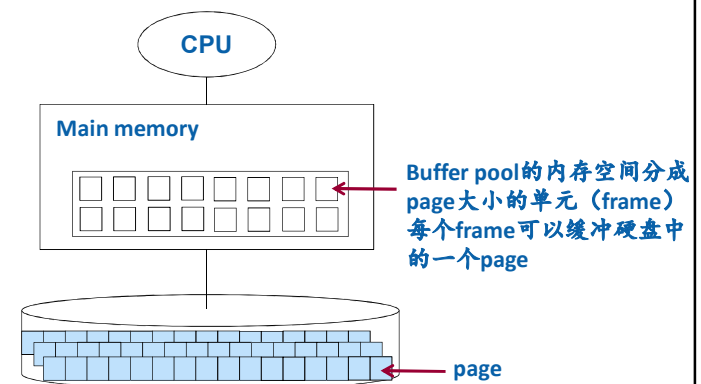 CPU
Main memory
Buffer pool的内存空间分成
page大小的单元（frame）
每个frame可以缓冲硬盘中
的一个page
page